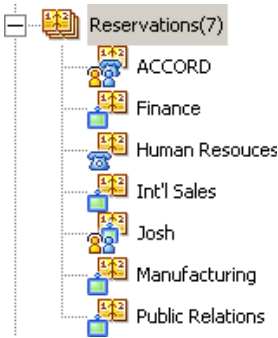 Reservations(7)
ACCORD
Finance
Human Resouces
Int'l Sales
Josh
Manufacturing
Public Relations